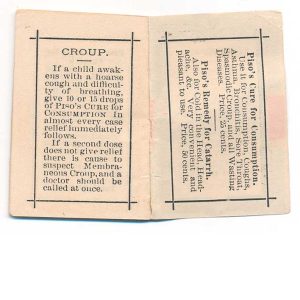 CROUP.
If a child awak-
ens with a hoarse
cough and difficulty
of breathing,
give 10 or 15 drops
of PISO'S CURE FOR
CONSUMPTION in
almost every case
relief immediately
follows.
If a second dose
does not give relief
there is cause to
suspect Membra-
neous Croup, and a
doctor should be
called at once.
Piso's Cure for Consumption.
Use it for Consumption, Coughs,
Asthma, Bronchitis, Sore Throat,
Spasmodic Croup, and all Wasting
Diseases. Price, 25 cents.
Piso's Remedy for Catarrh.
Also for Cold in the Head, Head-
ache, &c. Very convenient and
pleasant to use. Price, 50 cents.